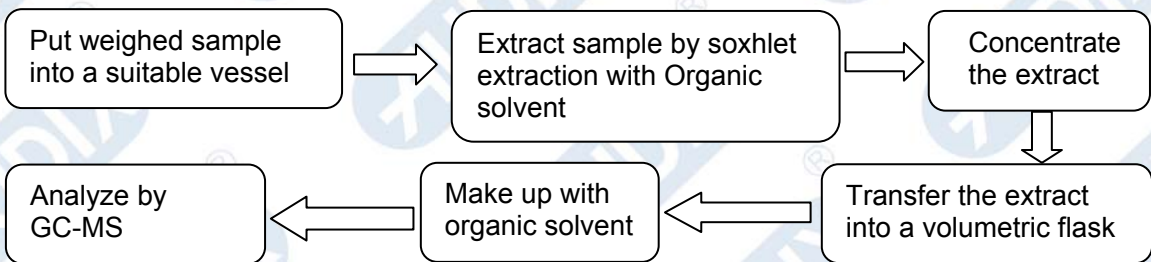 Put weighed sample
into a suitable vessel
Extract sample by soxhlet
extraction with Organic
solvent
Concentrate
the extract
Transfer the extract
into a volumetric flask
Make up with
organic solvent
Analyze by
GC-MS